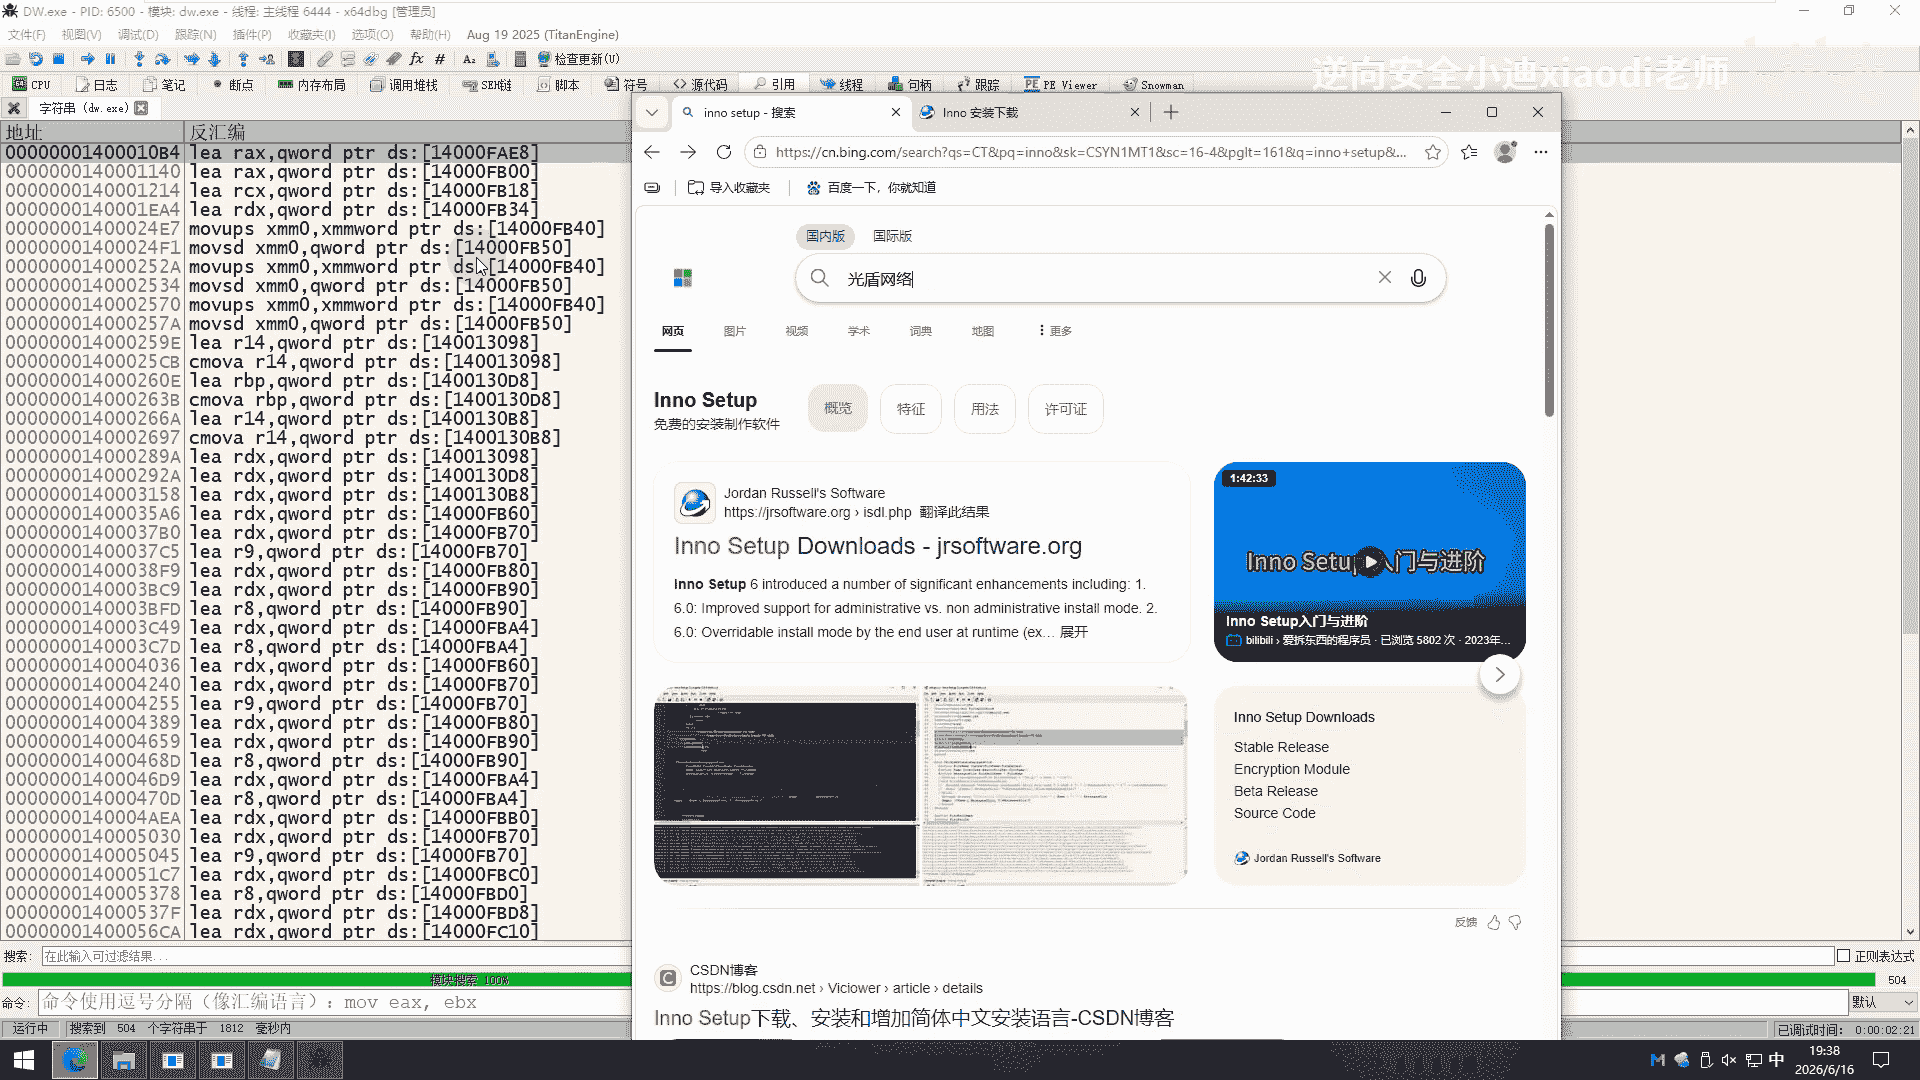 DW.exe - PID: 6500 - 模块: dw.exe - 线程: 主线程 6444 - x64dbg [管理员]
文件(F) 视图(V) 调试(D) 跟踪(N) 插件(P) 收藏夹(I) 选项(O) 帮助(H) Aug 19 2025 (TitanEngine)
检查更新(U)
CPU 日志 笔记 断点 内存布局 调用堆栈 SEH链 脚本 符号 源代码 引用 线程 句柄 跟踪 PE Viewer Snowman
逆向安全小迪xiaodi老师
字符串 (dw.exe)
地址 反汇编
00000001400010B4 lea rax,qword ptr ds:[14000FAE8]
0000000140001140 lea rax,qword ptr ds:[14000FB00]
0000000140001214 lea rcx,qword ptr ds:[14000FB18]
0000000140001EA4 lea rdx,qword ptr ds:[14000FB34]
00000001400024E7 movups xmm0,xmmword ptr ds:[14000FB40]
00000001400024F1 movsd xmm0,qword ptr ds:[14000FB50]
000000014000252A movups xmm0,xmmword ptr ds:[14000FB40]
0000000140002534 movsd xmm0,qword ptr ds:[14000FB50]
0000000140002570 movups xmm0,xmmword ptr ds:[14000FB40]
000000014000257A movsd xmm0,qword ptr ds:[14000FB50]
000000014000259E lea r14,qword ptr ds:[140013098]
00000001400025CB cmova r14,qword ptr ds:[140013098]
000000014000260E lea rbp,qword ptr ds:[1400130D8]
000000014000263B cmova rbp,qword ptr ds:[1400130D8]
000000014000266A lea r14,qword ptr ds:[1400130B8]
0000000140002697 cmova r14,qword ptr ds:[1400130B8]
000000014000289A lea rdx,qword ptr ds:[140013098]
000000014000292A lea rdx,qword ptr ds:[1400130D8]
0000000140003158 lea rdx,qword ptr ds:[1400130B8]
00000001400035A6 lea rdx,qword ptr ds:[14000FB60]
00000001400037B0 lea rdx,qword ptr ds:[14000FB70]
00000001400037C5 lea r9,qword ptr ds:[14000FB70]
00000001400038F9 lea rdx,qword ptr ds:[14000FB80]
0000000140003BC9 lea rdx,qword ptr ds:[14000FB90]
0000000140003BFD lea r8,qword ptr ds:[14000FB90]
0000000140003C49 lea rdx,qword ptr ds:[14000FBA4]
0000000140003C7D lea r8,qword ptr ds:[14000FBA4]
0000000140004036 lea rdx,qword ptr ds:[14000FB60]
0000000140004240 lea rdx,qword ptr ds:[14000FB70]
0000000140004255 lea r9,qword ptr ds:[14000FB70]
0000000140004389 lea rdx,qword ptr ds:[14000FB80]
0000000140004659 lea rdx,qword ptr ds:[14000FB90]
000000014000468D lea r8,qword ptr ds:[14000FB90]
00000001400046D9 lea rdx,qword ptr ds:[14000FBA4]
000000014000470D lea r8,qword ptr ds:[14000FBA4]
0000000140004AEA lea rdx,qword ptr ds:[14000FBB0]
0000000140005030 lea rdx,qword ptr ds:[14000FB70]
0000000140005045 lea r9,qword ptr ds:[14000FB70]
00000001400051C7 lea rdx,qword ptr ds:[14000FBC0]
0000000140005378 lea r8,qword ptr ds:[14000FBD0]
000000014000537F lea rdx,qword ptr ds:[14000FBD8]
00000001400056CA lea rdx,qword ptr ds:[14000FC10]
搜索: 在此输入可过滤结果... 正则表达式
模块搜索 100% 504
命令: 命令使用逗号分隔（像汇编语言）: mov eax, ebx 默认
运行中 搜索到 504 个字符串于 1812 毫秒内 已调试时间: 0:00:02:21
inno setup - 搜索 Inno 安装下载
https://cn.bing.com/search?qs=CT&pq=inno&sk=CSYN1MT1&sc=16-4&pglt=161&q=inno+setup&...
导入收藏夹 百度一下，你就知道
国内版 国际版
光盾网络
网页 图片 视频 学术 词典 地图 更多
Inno Setup
免费的安装制作软件
概览 特征 用法 许可证
Jordan Russell's Software
https://jrsoftware.org › isdl.php 翻译此结果
Inno Setup Downloads - jrsoftware.org
Inno Setup 6 introduced a number of significant enhancements including: 1.
6.0: Improved support for administrative vs. non administrative install mode. 2.
6.0: Overridable install mode by the end user at runtime (ex... 展开
1:42:33
Inno Setup入门与进阶
Inno Setup入门与进阶
bilibili › 爱拆东西的程序员 · 已浏览 5802 次 · 2023年...
Inno Setup Downloads
Stable Release
Encryption Module
Beta Release
Source Code
Jordan Russell's Software
反馈
CSDN博客
https://blog.csdn.net › Viciower › article › details
Inno Setup下载、安装和增加简体中文安装语言-CSDN博客
中
19:38
2026/6/16